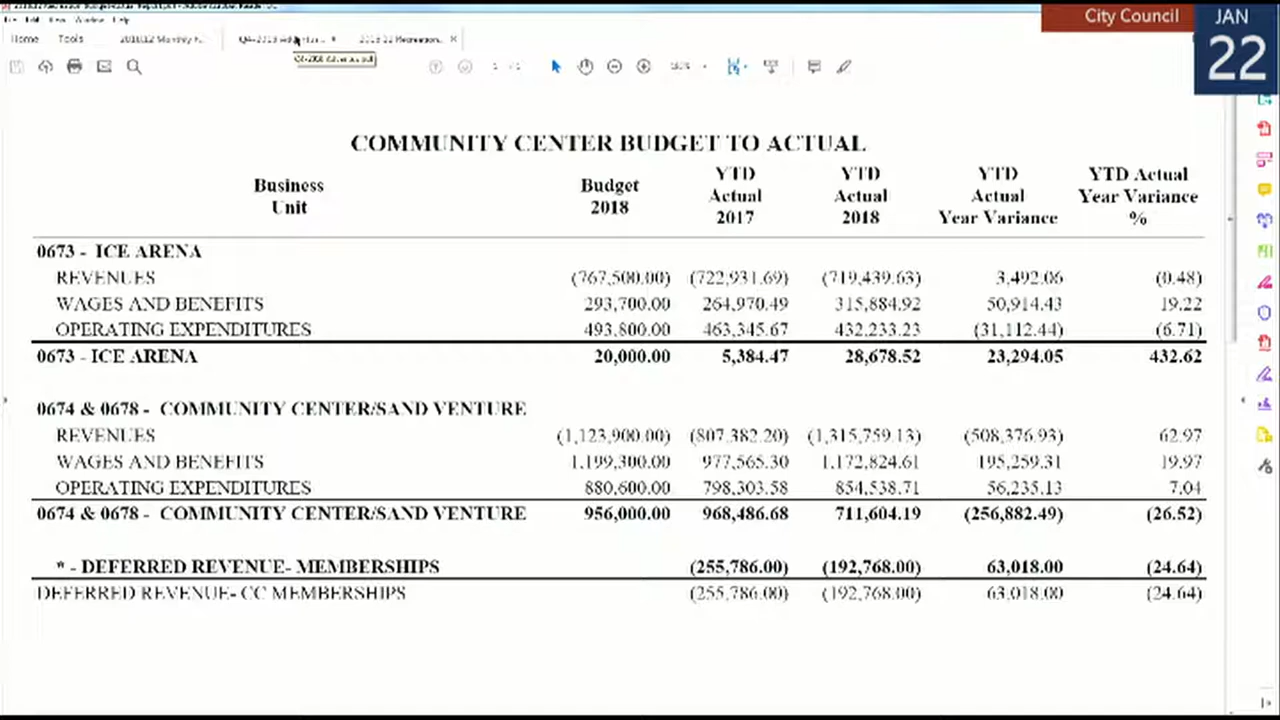 City Council
JAN
22
Home Tools
COMMUNITY CENTER BUDGET TO ACTUAL
Business Unit Budget 2018 YTD Actual 2017 YTD Actual 2018 YTD Actual Year Variance YTD Actual Year Variance %
0673 - ICE ARENA
REVENUES (767,500.00) (722,931.69) (719,439.63) 3,492.06 (0.48)
WAGES AND BENEFITS 293,700.00 264,970.49 315,884.92 50,914.43 19.22
OPERATING EXPENDITURES 493,800.00 463,345.67 432,233.23 (31,112.44) (6.71)
0673 - ICE ARENA 20,000.00 5,384.47 28,678.52 23,294.05 432.62
0674 & 0678 - COMMUNITY CENTER/SAND VENTURE
REVENUES (1,123,900.00) (807,382.20) (1,315,759.13) (508,376.93) 62.97
WAGES AND BENEFITS 1,199,300.00 977,565.30 1,172,824.61 195,259.31 19.97
OPERATING EXPENDITURES 880,600.00 798,303.58 854,538.71 56,235.13 7.04
0674 & 0678 - COMMUNITY CENTER/SAND VENTURE 956,000.00 968,486.68 711,604.19 (256,882.49) (26.52)
* - DEFERRED REVENUE- MEMBERSHIPS (255,786.00) (192,768.00) 63,018.00 (24.64)
DEFERRED REVENUE- CC MEMBERSHIPS (255,786.00) (192,768.00) 63,018.00 (24.64)